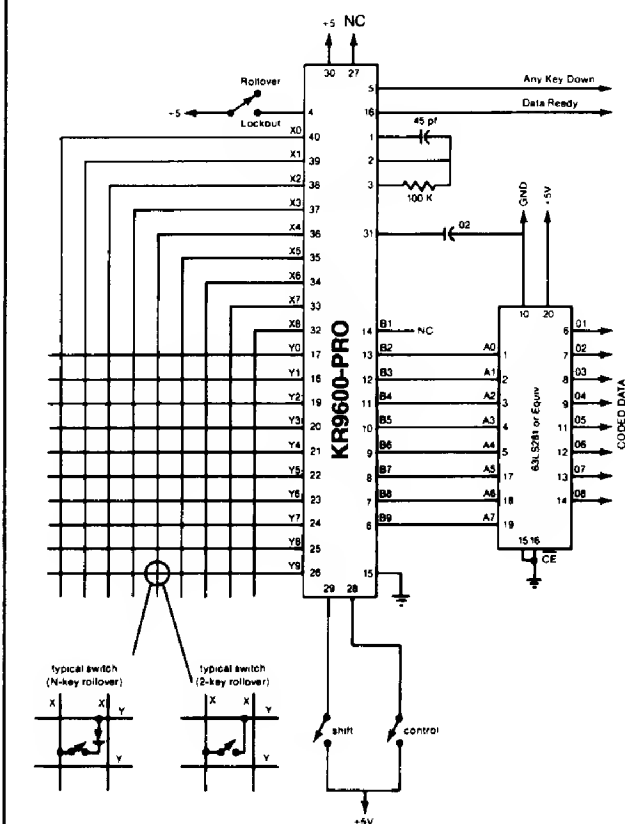 +5 NC
30 27
5 Any Key Down
Rollover
16 Data Ready
+5
4
Lockout
1 45 pf
X0 40
X1 39
2
X2 38
3 100 K
X3 37
X4 36
31 02
GND
+5V
X5 35
X6 34
X7 33
X8 32
KR9600-PRO
10 20
14 B1 NC
6 01
Y0 17
13 B2 A0 1
7 02
Y1 18
12 B3 A1 2
8 03
Y2 19
11 B4 A2 3
9 04
Y3 20
10 B5 A3 4
11 05
Y4 21
9 B6 A4 5
12 06
Y5 22
8 B7 A5 17
13 07
Y6 23
7 B8 A6 18
14 08
Y7 24
6 B9 A7 19
63LS281 or Equiv
CODED DATA
Y8 25
Y9 26
15
15 16
CE
29 28
typical switch
(N-key rollover)
typical switch
(2-key rollover)
X X Y
Y
X X Y
Y
shift
control
+5V